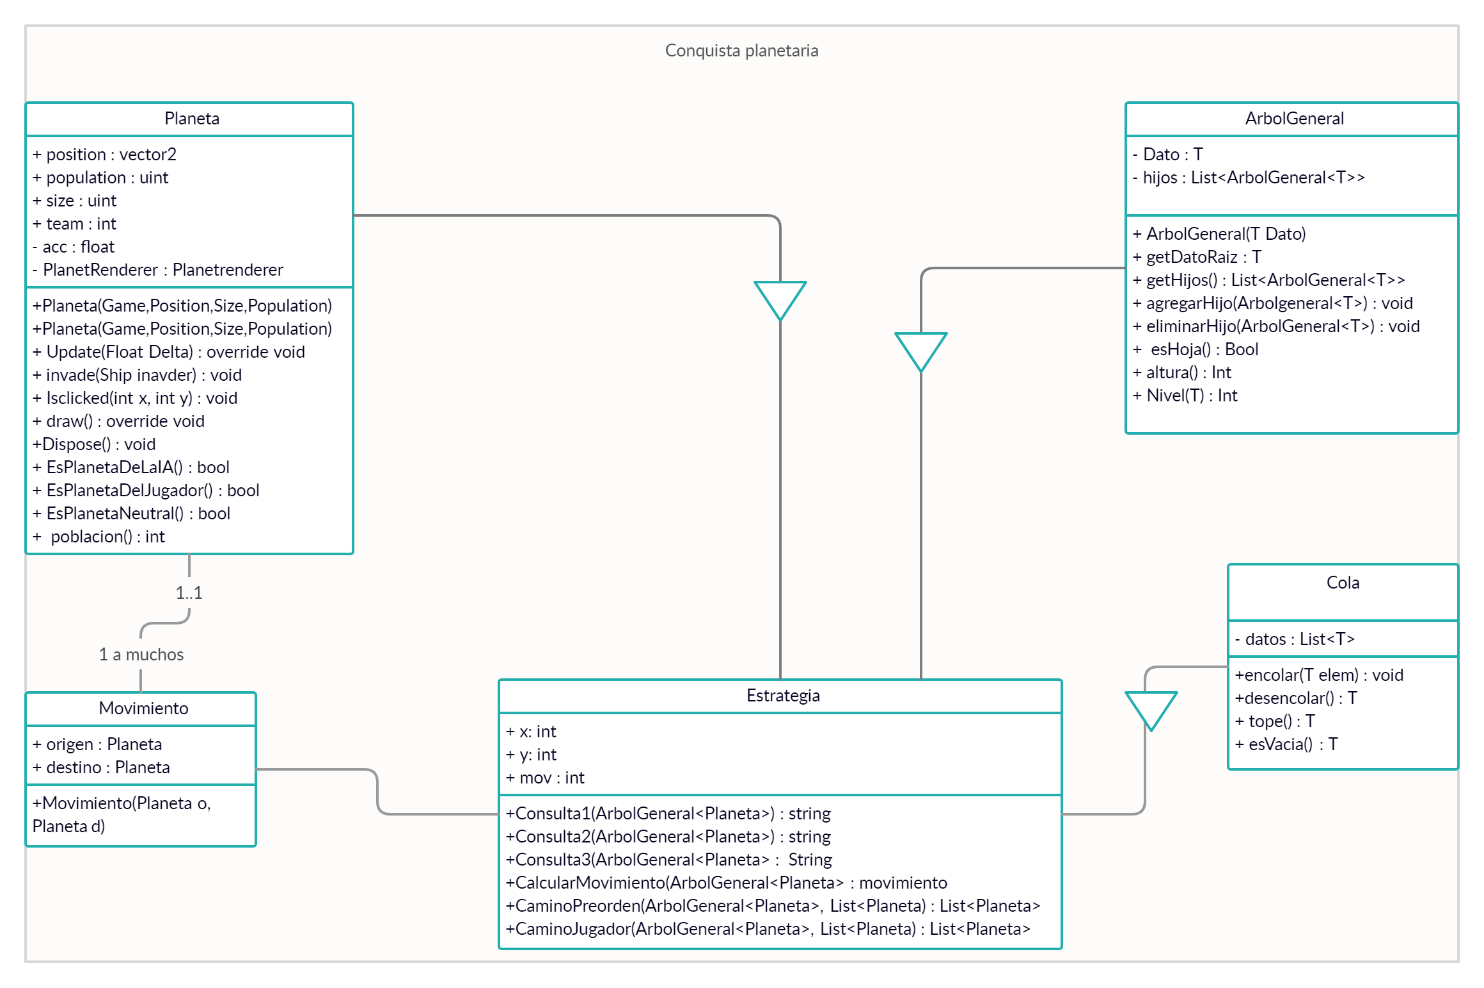 Conquista planetaria
Planeta
+ position : vector2
+ population : uint
+ size : uint
+ team : int
- acc : float
- PlanetRenderer : Planetrenderer
+Planeta(Game,Position,Size,Population)
+Planeta(Game,Position,Size,Population)
+ Update(Float Delta) : override void
+ invade(Ship inavder) : void
+ Isclicked(int x, int y) : void
+ draw() : override void
+Dispose() : void
+ EsPlanetaDeLaIA() : bool
+ EsPlanetaDelJugador() : bool
+ EsPlanetaNeutral() : bool
+  poblacion() : int
ArbolGeneral
- Dato : T
- hijos : List<ArbolGeneral<T>>
+ ArbolGeneral(T Dato)
+ getDatoRaiz : T
+ getHijos() : List<ArbolGeneral<T>>
+ agregarHijo(Arbolgeneral<T>) : void
+ eliminarHijo(ArbolGeneral<T>) : void
+  esHoja() : Bool
+ altura() : Int
+ Nivel(T) : Int
1..1
1 a muchos
Movimiento
+ origen : Planeta
+ destino : Planeta
+Movimiento(Planeta o,
Planeta d)
Estrategia
+ x: int
+ y: int
+ mov : int
+Consulta1(ArbolGeneral<Planeta>) : string
+Consulta2(ArbolGeneral<Planeta>) : string
+Consulta3(ArbolGeneral<Planeta> :  String
+CalcularMovimiento(ArbolGeneral<Planeta> : movimiento
+CaminoPreorden(ArbolGeneral<Planeta>, List<Planeta) : List<Planeta>
+CaminoJugador(ArbolGeneral<Planeta>, List<Planeta) : List<Planeta>
Cola
- datos : List<T>
+encolar(T elem) : void
+desencolar() : T
+ tope() : T
+ esVacia() : T